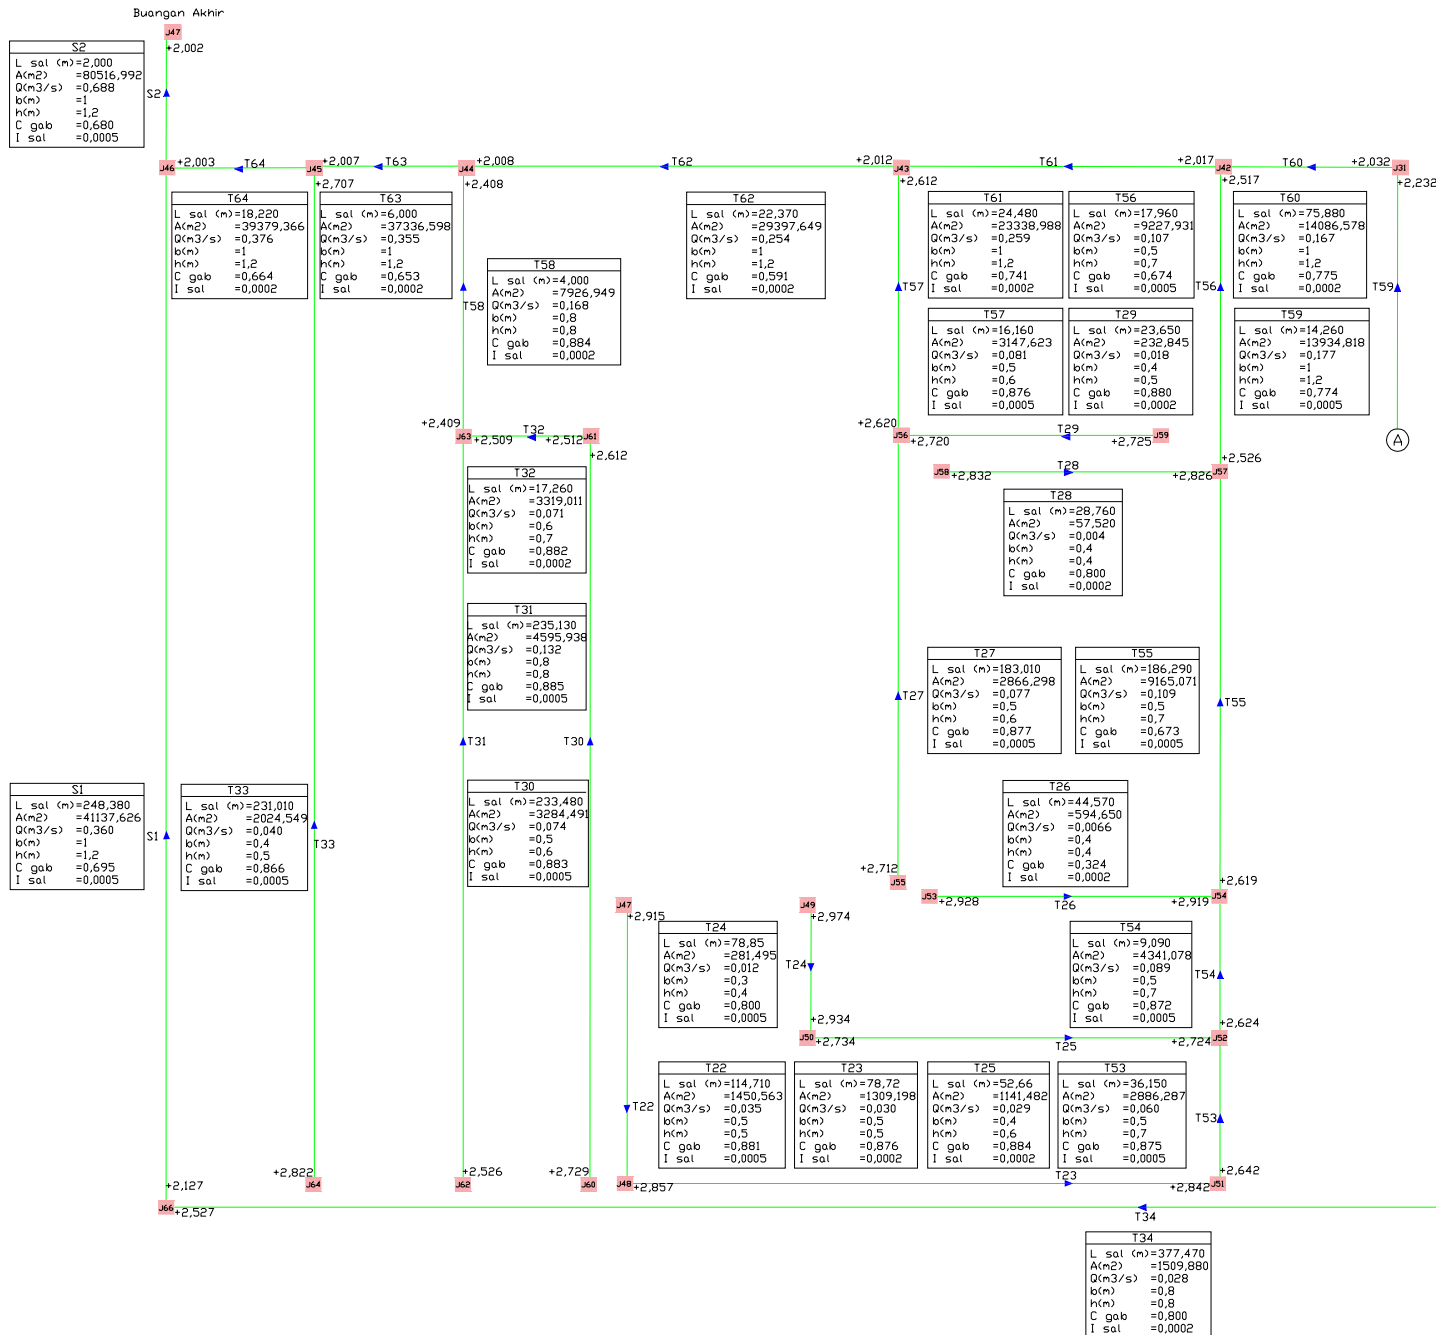 Buangan Akhir
J47
+2,002
S2
L sal (m)=2,000
A(m2) =80516,992
Q(m3/s) =0,688
b(m) =1
h(m) =1,2
C gab =0,680
I sal =0,0005
S2
J46
+2,003
T64
+2,007
J45
T63
J44
+2,008
T62
+2,012
J43
T61
+2,017
J42
T60
+2,032
J31
+2,707
+2,408
+2,612
+2,517
+2,232
T64
L sal (m)=18,220
A(m2) =39379,366
Q(m3/s) =0,376
b(m) =1
h(m) =1,2
C gab =0,664
I sal =0,0002
T63
L sal (m)=6,000
A(m2) =37336,598
Q(m3/s) =0,355
b(m) =1
h(m) =1,2
C gab =0,653
I sal =0,0002
T62
L sal (m)=22,370
A(m2) =29397,649
Q(m3/s) =0,254
b(m) =1
h(m) =1,2
C gab =0,591
I sal =0,0002
T61
L sal (m)=24,480
A(m2) =23338,988
Q(m3/s) =0,259
b(m) =1
h(m) =1,2
C gab =0,741
I sal =0,0002
T56
L sal (m)=17,960
A(m2) =9227,931
Q(m3/s) =0,107
b(m) =0,5
h(m) =0,7
C gab =0,674
I sal =0,0005
T60
L sal (m)=75,880
A(m2) =14086,578
Q(m3/s) =0,167
b(m) =1
h(m) =1,2
C gab =0,775
I sal =0,0002
T58
L sal (m)=4,000
A(m2) =7926,949
Q(m3/s) =0,168
b(m) =0,8
h(m) =0,8
C gab =0,884
I sal =0,0002
T58
T57
T56
T59
T57
L sal (m)=16,160
A(m2) =3147,623
Q(m3/s) =0,081
b(m) =0,5
h(m) =0,6
C gab =0,876
I sal =0,0005
T29
L sal (m)=23,650
A(m2) =232,845
Q(m3/s) =0,018
b(m) =0,4
h(m) =0,5
C gab =0,880
I sal =0,0002
T59
L sal (m)=14,260
A(m2) =13934,818
Q(m3/s) =0,177
b(m) =1
h(m) =1,2
C gab =0,774
I sal =0,0005
+2,409
J63
+2,509
T32
+2,512
J61
+2,612
+2,620
J56
+2,720
T29
+2,725
J59
A
J58
+2,832
T28
+2,826
+2,526
J57
T32
L sal (m)=17,260
A(m2) =3319,011
Q(m3/s) =0,071
b(m) =0,6
h(m) =0,7
C gab =0,882
I sal =0,0002
T28
L sal (m)=28,760
A(m2) =57,520
Q(m3/s) =0,004
b(m) =0,4
h(m) =0,4
C gab =0,800
I sal =0,0002
T31
L sal (m)=235,130
A(m2) =4595,938
Q(m3/s) =0,132
b(m) =0,8
h(m) =0,8
C gab =0,885
I sal =0,0005
T27
L sal (m)=183,010
A(m2) =2866,298
Q(m3/s) =0,077
b(m) =0,5
h(m) =0,6
C gab =0,877
I sal =0,0005
T55
L sal (m)=186,290
A(m2) =9165,071
Q(m3/s) =0,109
b(m) =0,5
h(m) =0,7
C gab =0,673
I sal =0,0005
T27
T55
T31
T30
S1
L sal (m)=248,380
A(m2) =41137,626
Q(m3/s) =0,360
b(m) =1
h(m) =1,2
C gab =0,695
I sal =0,0005
S1
T33
L sal (m)=231,010
A(m2) =2024,549
Q(m3/s) =0,040
b(m) =0,4
h(m) =0,5
C gab =0,866
I sal =0,0005
T33
T30
L sal (m)=233,480
A(m2) =3284,491
Q(m3/s) =0,074
b(m) =0,5
h(m) =0,6
C gab =0,883
I sal =0,0005
T26
L sal (m)=44,570
A(m2) =594,650
Q(m3/s) =0,0066
b(m) =0,4
h(m) =0,4
C gab =0,324
I sal =0,0002
+2,712
J55
J53
+2,928
T26
+2,919
+2,619
J54
J47
+2,915
J49
+2,974
T24
L sal (m)=78,85
A(m2) =281,495
Q(m3/s) =0,012
b(m) =0,3
h(m) =0,4
C gab =0,800
I sal =0,0005
T24
T54
L sal (m)=9,090
A(m2) =4341,078
Q(m3/s) =0,089
b(m) =0,5
h(m) =0,7
C gab =0,872
I sal =0,0005
T54
+2,934
J50
+2,734
T25
+2,724
+2,624
J52
T22
L sal (m)=114,710
A(m2) =1450,563
Q(m3/s) =0,035
b(m) =0,5
h(m) =0,5
C gab =0,881
I sal =0,0005
T23
L sal (m)=78,72
A(m2) =1309,198
Q(m3/s) =0,030
b(m) =0,5
h(m) =0,5
C gab =0,876
I sal =0,0002
T25
L sal (m)=52,66
A(m2) =1141,482
Q(m3/s) =0,029
b(m) =0,4
h(m) =0,6
C gab =0,884
I sal =0,0002
T53
L sal (m)=36,150
A(m2) =2886,287
Q(m3/s) =0,060
b(m) =0,5
h(m) =0,7
C gab =0,875
I sal =0,0005
T22
T53
+2,127
J66
+2,527
+2,822
J64
+2,526
J62
+2,729
J60
J48
+2,857
T23
+2,842
+2,642
J51
T34
T34
L sal (m)=377,470
A(m2) =1509,880
Q(m3/s) =0,028
b(m) =0,8
h(m) =0,8
C gab =0,800
I sal =0,0002